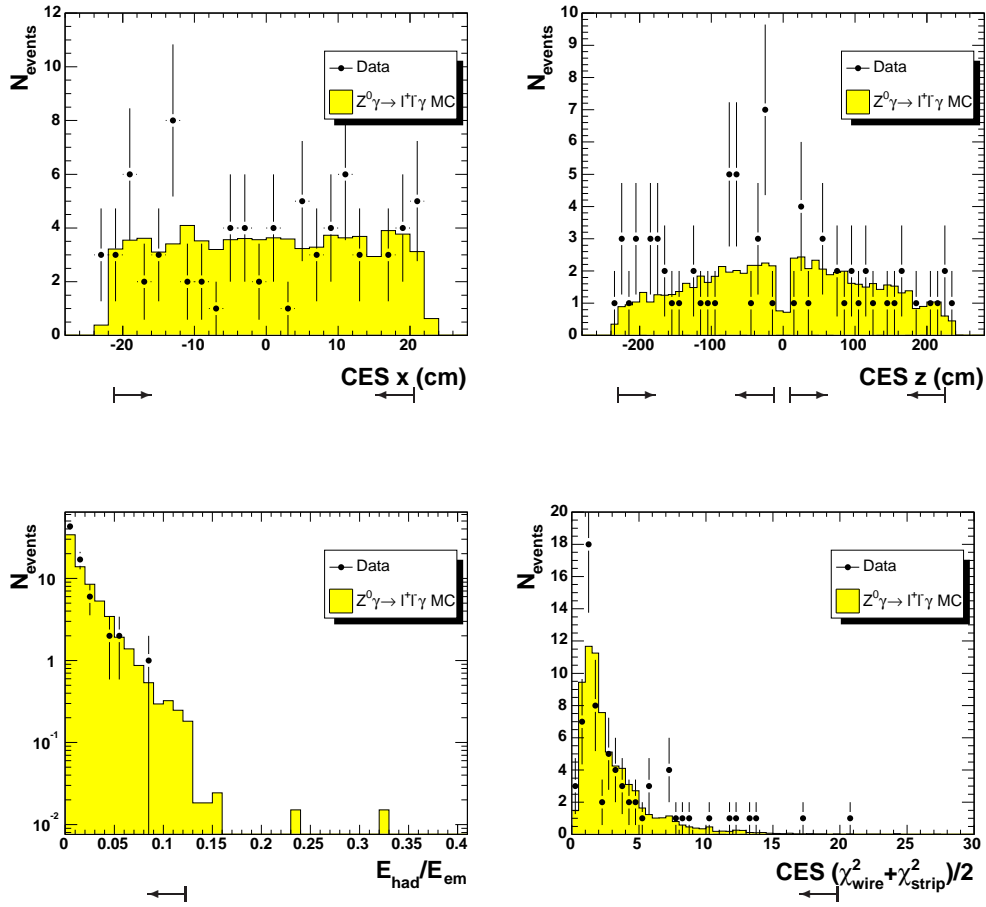 N_events
14
12
10
8
6
4
2
0
-20 -10 0 10 20
Data
Z⁰γ→ l⁺l⁻γ MC
CES x (cm)
N_events
10
9
8
7
6
5
4
3
2
1
0
-200 -100 0 100 200
Data
Z⁰γ→ l⁺l⁻γ MC
CES z (cm)
N_events
10
1
10⁻¹
10⁻²
0 0.05 0.1 0.15 0.2 0.25 0.3 0.35 0.4
Data
Z⁰γ→ l⁺l⁻γ MC
E_had/E_em
N_events
20
18
16
14
12
10
8
6
4
2
0
0 5 10 15 20 25 30
Data
Z⁰γ→ l⁺l⁻γ MC
CES (χ²_wire+χ²_strip)/2